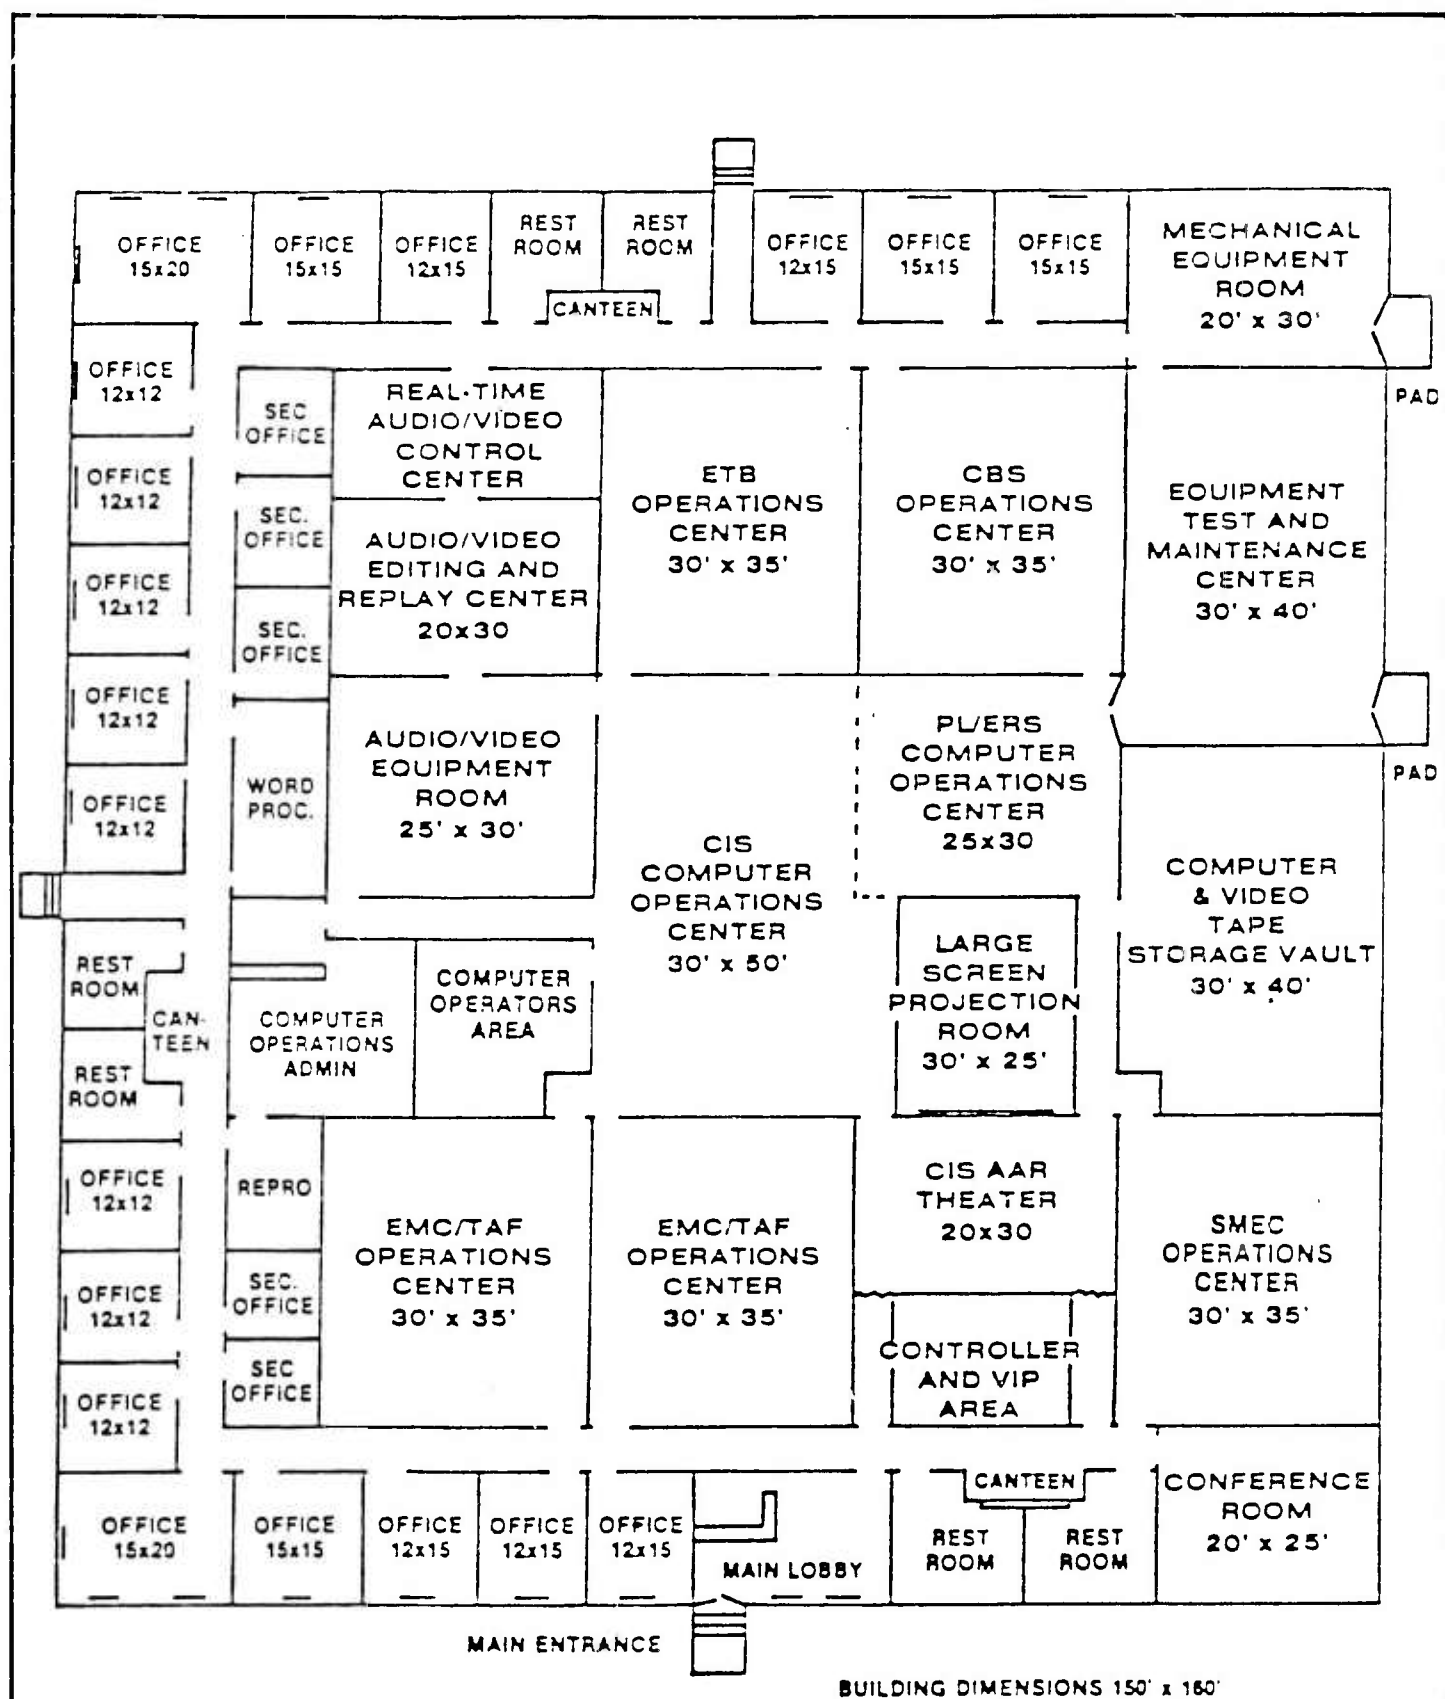 OFFICE
15x20
OFFICE
15x15
OFFICE
12x15
REST
ROOM
REST
ROOM
CANTEEN
OFFICE
12x15
OFFICE
15x15
OFFICE
15x15
MECHANICAL
EQUIPMENT
ROOM
20' x 30'
PAD
OFFICE
12x12
OFFICE
12x12
OFFICE
12x12
OFFICE
12x12
OFFICE
12x12
SEC
OFFICE
SEC.
OFFICE
SEC.
OFFICE
WORD
PROC.
REAL-TIME
AUDIO/VIDEO
CONTROL
CENTER
AUDIO/VIDEO
EDITING AND
REPLAY CENTER
20x30
ETB
OPERATIONS
CENTER
30' x 35'
CBS
OPERATIONS
CENTER
30' x 35'
EQUIPMENT
TEST AND
MAINTENANCE
CENTER
30' x 40'
PAD
AUDIO/VIDEO
EQUIPMENT
ROOM
25' x 30'
CIS
COMPUTER
OPERATIONS
CENTER
30' x 50'
PL/ERS
COMPUTER
OPERATIONS
CENTER
25x30
COMPUTER
& VIDEO
TAPE
STORAGE VAULT
30' x 40'
LARGE
SCREEN
PROJECTION
ROOM
30' x 25'
REST
ROOM
CAN-
TEEN
REST
ROOM
COMPUTER
OPERATIONS
ADMIN
COMPUTER
OPERATORS
AREA
OFFICE
12x12
OFFICE
12x12
OFFICE
12x12
REPRO
SEC.
OFFICE
SEC
OFFICE
EMC/TAF
OPERATIONS
CENTER
30' x 35'
EMC/TAF
OPERATIONS
CENTER
30' x 35'
CIS AAR
THEATER
20x30
CONTROLLER
AND VIP
AREA
SMEC
OPERATIONS
CENTER
30' x 35'
OFFICE
15x20
OFFICE
15x15
OFFICE
12x15
OFFICE
12x15
OFFICE
12x15
MAIN LOBBY
CANTEEN
REST
ROOM
REST
ROOM
CONFERENCE
ROOM
20' x 25'
MAIN ENTRANCE
BUILDING DIMENSIONS 150' x 160'